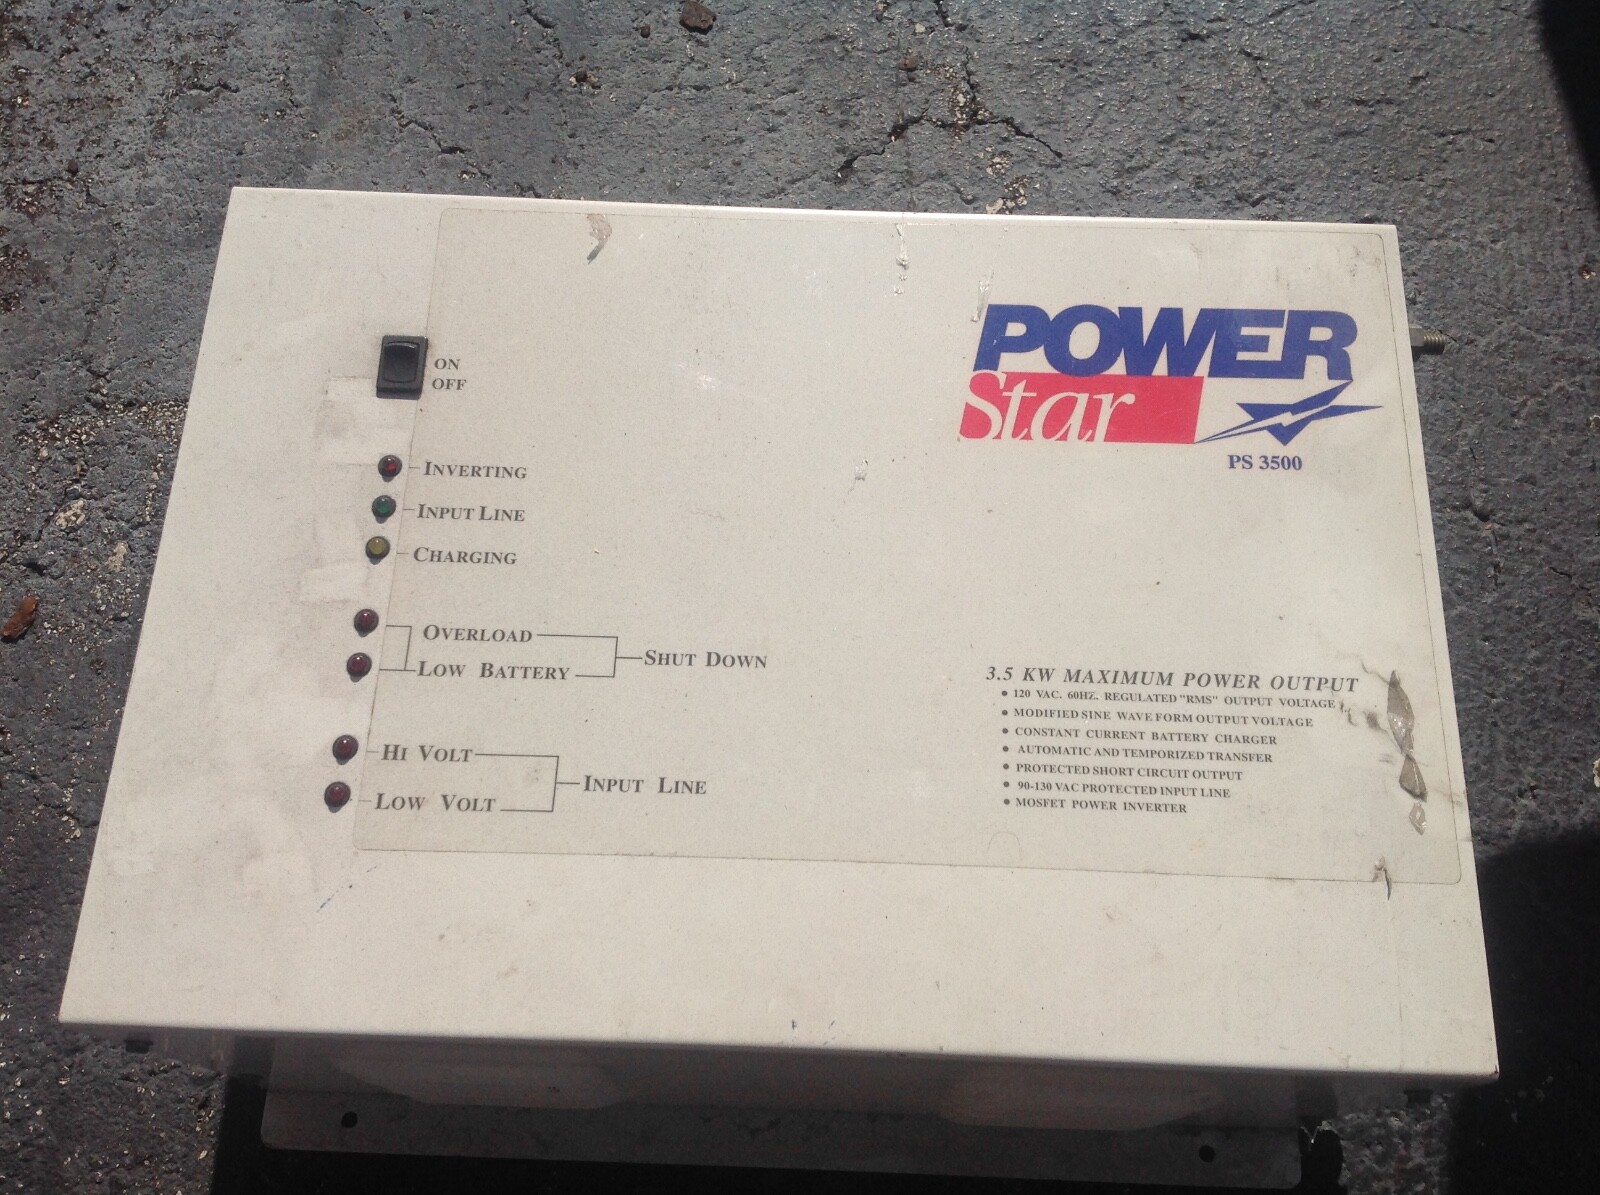 POWER
Star
PS 3500
ON
OFF
INVERTING
INPUT LINE
CHARGING
OVERLOAD
LOW BATTERY
SHUT DOWN
HI VOLT
LOW VOLT
INPUT LINE
3.5 KW MAXIMUM POWER OUTPUT
• 120 VAC. 60HZ. REGULATED "RMS" OUTPUT VOLTAGE
• MODIFIED SINE WAVE FORM OUTPUT VOLTAGE
• CONSTANT CURRENT BATTERY CHARGER
• AUTOMATIC AND TEMPORIZED TRANSFER
• PROTECTED SHORT CIRCUIT OUTPUT
• 90-130 VAC PROTECTED INPUT LINE
• MOSFET POWER INVERTER